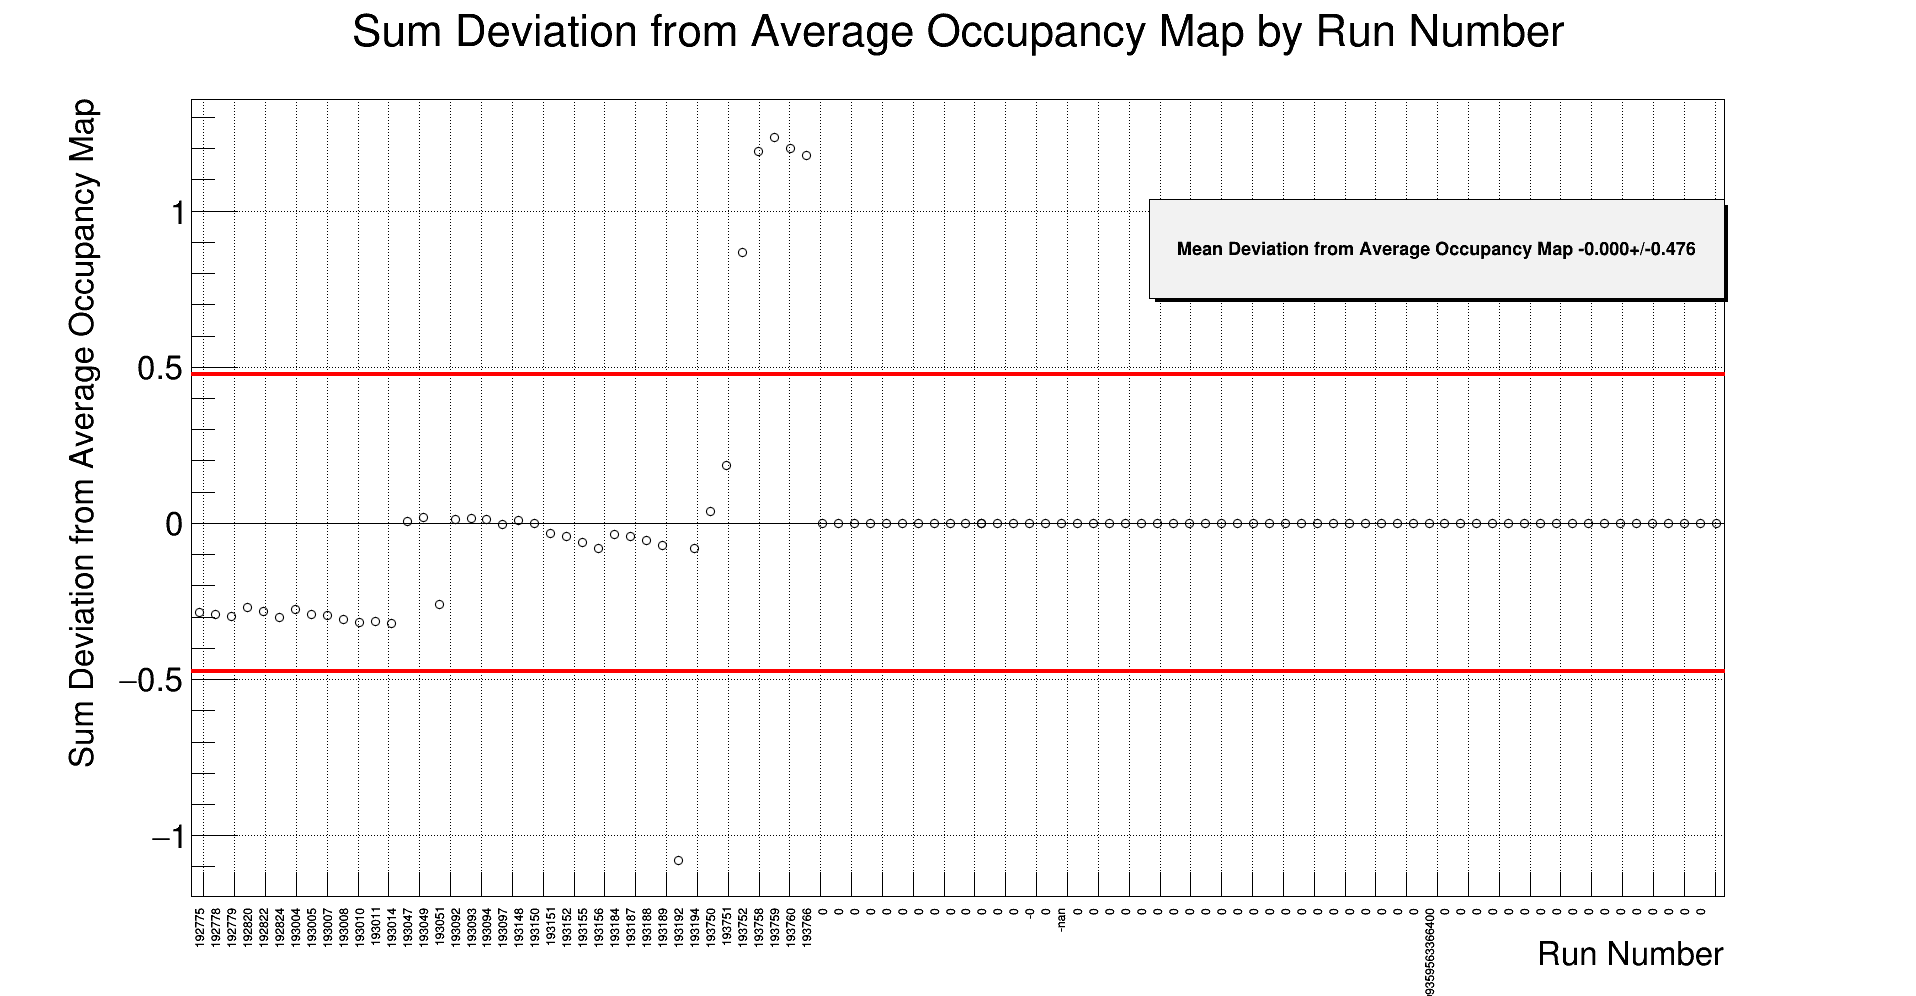 Sum Deviation from Average Occupancy Map by Run Number
Sum Deviation from Average Occupancy Map
1
0.5
0
−0.5
−1
Mean Deviation from Average Occupancy Map -0.000+/-0.476
192775 192778 192779 192820 192822 192824 193004 193005 193007 193008 193010 193011 193014 193047 193049 193051 193092 193093 193094 193097 193148 193150 193151 193152 193155 193156 193184 193187 193188 193189 193192 193194 193750 193751 193752 193758 193759 193760 193766 0 0 0 0 0 0 0 0 0 0 0 0 0 -0 0 -nan 0 0 0 0 0 0 0 0 0 0 0 0 0 0 0 0 0 0 0 0 0 0 0 9359563366400 0 0 0 0 0 0 0 0 0 0 0 0 0 0 0 0 0
Run Number